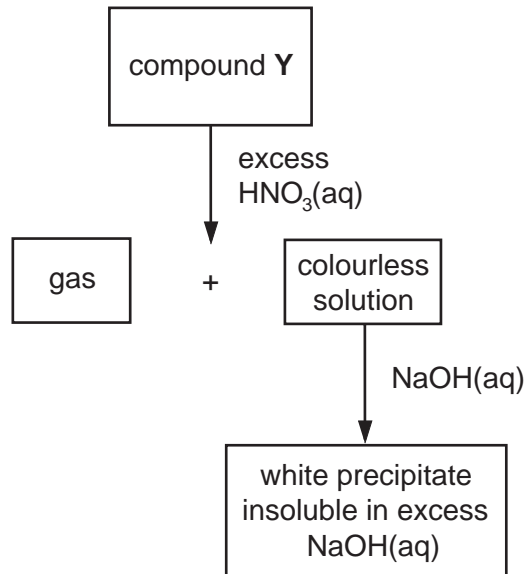 compound Y
excess
HNO₃(aq)
gas
+
colourless
solution
NaOH(aq)
white precipitate
insoluble in excess
NaOH(aq)